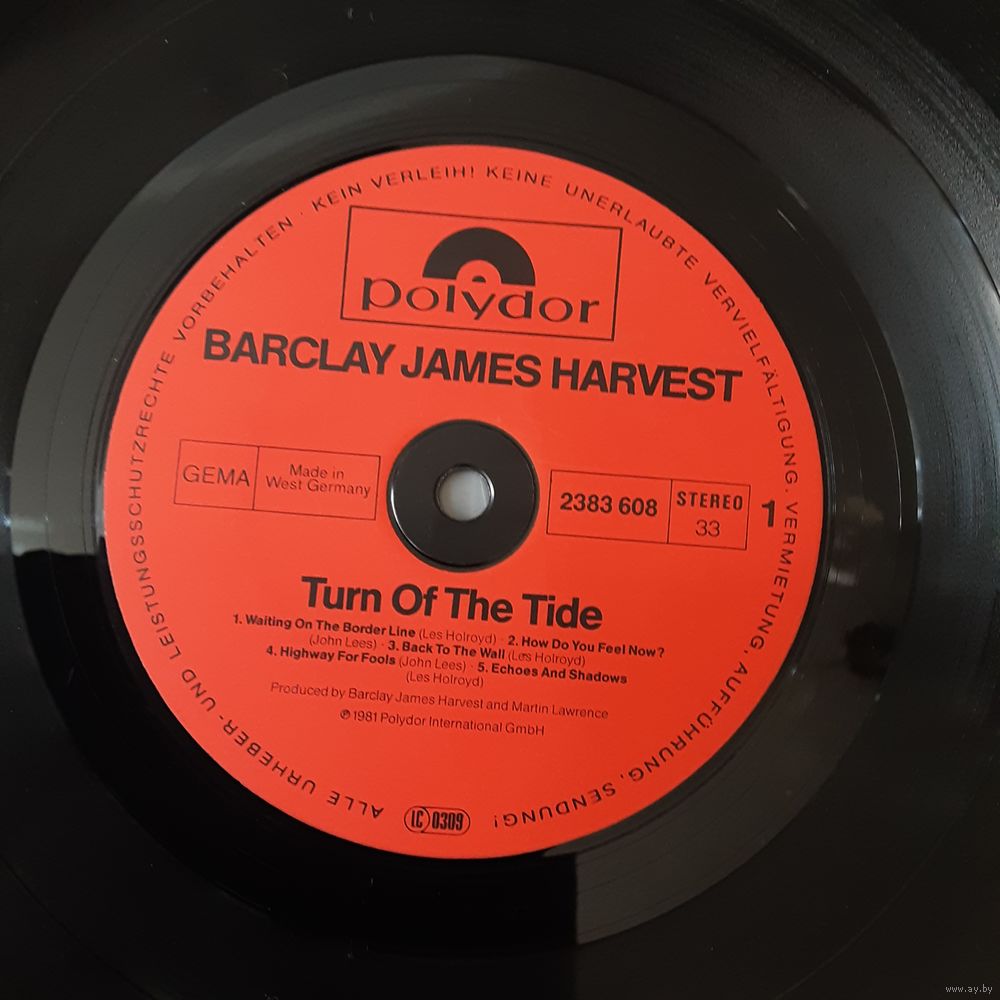 ALLE URHEBER- UND LEISTUNGSSCHUTZRECHTE VORBEHALTEN · KEIN VERLEIH! KEINE UNERLAUBTE VERVIELFÄLTIGUNG, VERMIETUNG, AUFFÜHRUNG, SENDUNG!
polydor
BARCLAY JAMES HARVEST
GEMA
Made in
West Germany
2383 608
STEREO
33
1
Turn Of The Tide
1. Waiting On The Border Line (Les Holroyd) · 2. How Do You Feel Now?
(John Lees) · 3. Back To The Wall (Les Holroyd)
4. Highway For Fools (John Lees) · 5. Echoes And Shadows
(Les Holroyd)
Produced by Barclay James Harvest and Martin Lawrence
℗ 1981 Polydor International GmbH
LC 0309
www.ay.by